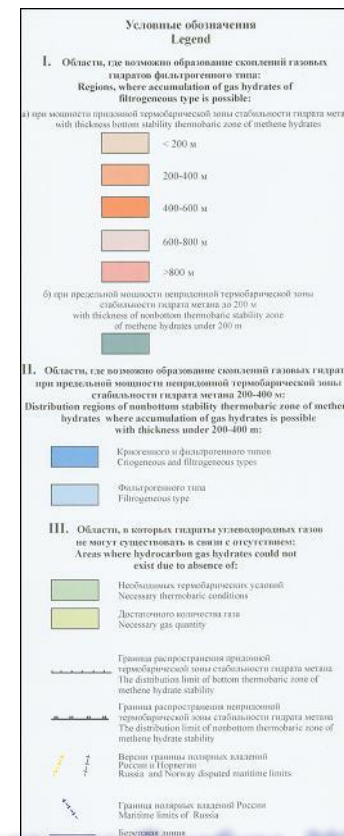 Условные обозначения
Legend
I. Области, где возможно образование скоплений газовых
гидратов фильтрогенного типа:
Regions, where accumulation of gas hydrates of
filtrogeneous type is possible:
а) при мощности придонной термобарической зоны стабильности гидрата мета
with thickness bottom stability thermobaric zone of methene hydrates
< 200 м
200-400 м
400-600 м
600-800 м
>800 м
б) при предельной мощности непридонной термобарической зоны
стабильности гидрата метана до 200 м
with thickness of nonbottom thermobaric stability zone
of methene hydrates under 200 m
II. Области, где возможно образование скоплений газовых гидрат
при предельной мощности непридонной термобарической зоны
стабильности гидрата метана 200-400 м:
Distribution regions of nonbottom stability thermobaric zone of methen
hydrates where accumulation of gas hydrates is possible
with thickness under 200-400 m:
Криогенного и фильтрогенного типов
Criogeneous and filtrogeneous types
Фильтрогенного типа
Filtrogeneous type
III. Области, в которых гидраты углеводородных газов
не могут существовать в связи с отсутствием:
Areas where hydrocarbon gas hydrates could not
exist due to absence of:
Необходимых термобарических условий
Necessary thermobaric conditions
Достаточного количества газа
Necessary gas quantity
Граница распространения придонной
термобарической зоны стабильности гидрата метана
The distribution limit of bottom thermobaric zone of
methene hydrate stability
Граница распространения непридонной
термобарической зоны стабильности гидрата метана
The distribution limit of nonbottom thermobaric zone of
methene hydrate stability
Версии границы полярных владений
России и Норвегии
Russia and Norway disputed maritime limits
Граница полярных владений России
Maritime limits of Russia
Береговая линия